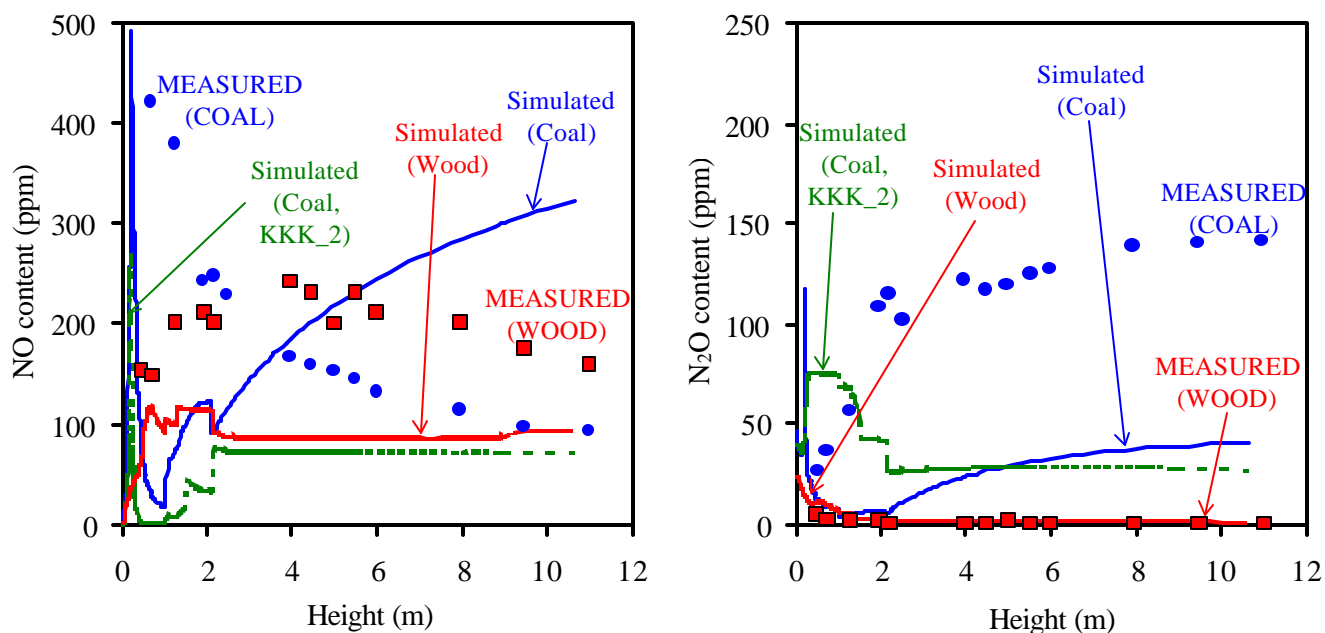 500
400
300
200
100
0
NO content (ppm)
MEASURED
(COAL)
Simulated
(Coal,
KKK_2)
Simulated
(Wood)
Simulated
(Coal)
MEASURED
(WOOD)
0
2
4
6
8
10
12
Height (m)
250
200
150
100
50
0
N₂O content (ppm)
Simulated
(Coal,
KKK_2)
Simulated
(Wood)
Simulated
(Coal)
MEASURED
(COAL)
MEASURED
(WOOD)
0
2
4
6
8
10
12
Height (m)